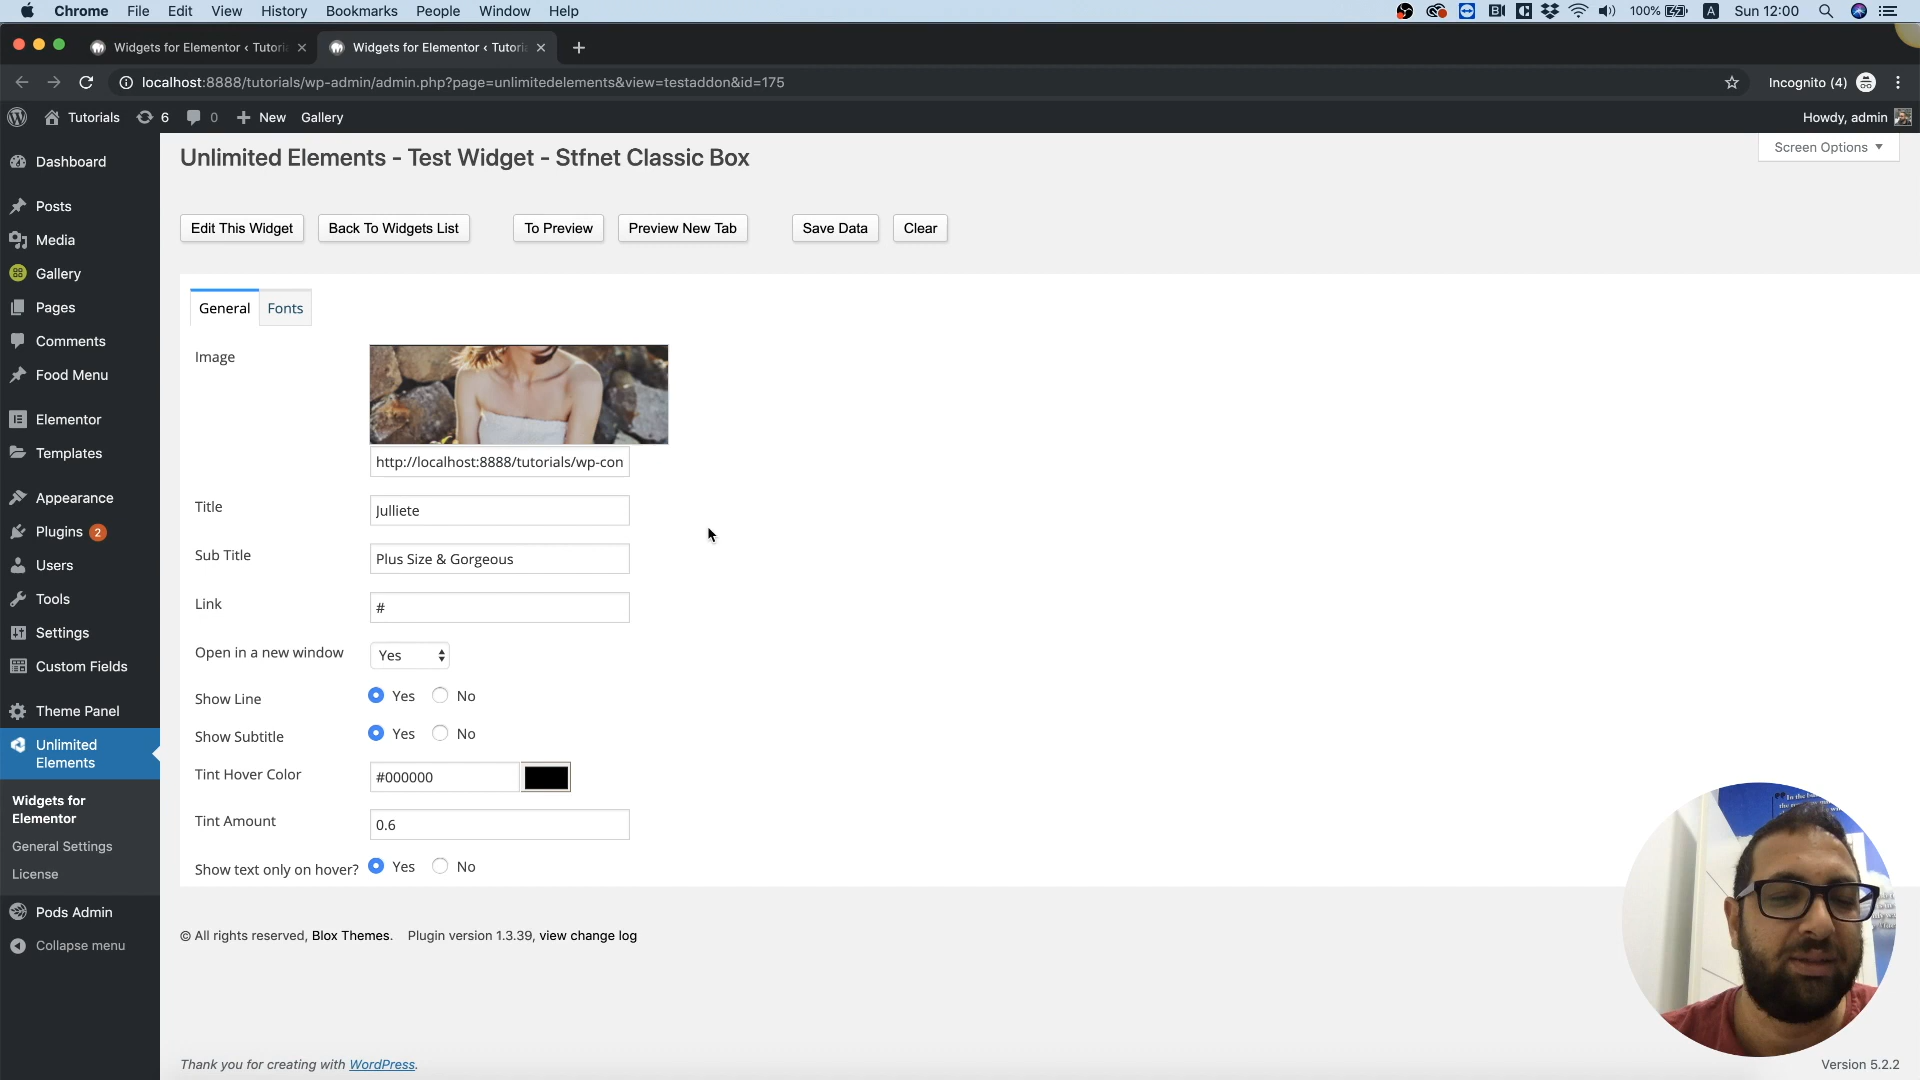 Chrome File Edit View History Bookmarks People Window Help 100% A Sun 12:00
Widgets for Elementor ‹ Tutori Widgets for Elementor ‹ Tutori
localhost:8888/tutorials/wp-admin/admin.php?page=unlimitedelements&view=testaddon&id=175 Incognito (4)
Tutorials 6 0 New Gallery Howdy, admin
Screen Options
Unlimited Elements - Test Widget - Stfnet Classic Box
Edit This Widget Back To Widgets List To Preview Preview New Tab Save Data Clear
Dashboard
Posts
Media
Gallery
Pages
Comments
Food Menu
Elementor
Templates
Appearance
Plugins 2
Users
Tools
Settings
Custom Fields
Theme Panel
Unlimited
Elements
Widgets for
Elementor
General Settings
License
Pods Admin
Collapse menu
General Fonts
Image
http://localhost:8888/tutorials/wp-con
Title Julliete
Sub Title Plus Size & Gorgeous
Link #
Open in a new window Yes
Show Line Yes No
Show Subtitle Yes No
Tint Hover Color #000000
Tint Amount 0.6
Show text only on hover? Yes No
© All rights reserved, Blox Themes. Plugin version 1.3.39, view change log
Thank you for creating with WordPress.
Version 5.2.2